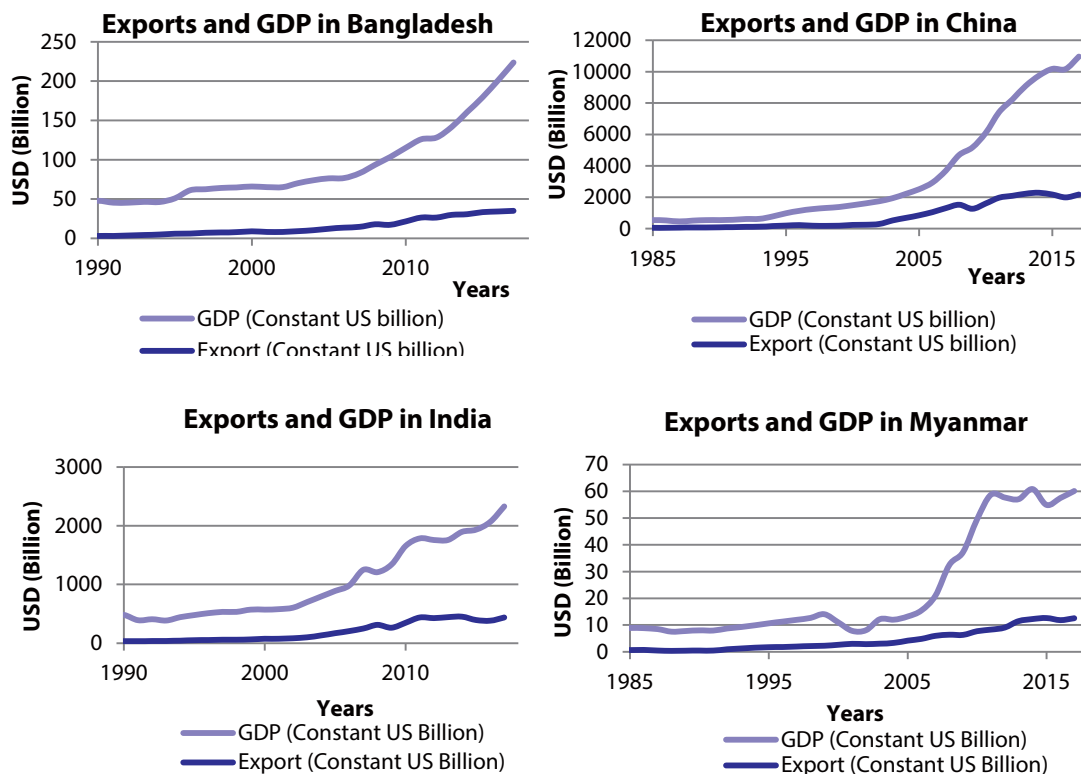 Exports and GDP in Bangladesh
USD (Billion)
250
200
150
100
50
0
1990 2000 2010
Years
GDP (Constant US billion)
Export (Constant US billion)
Exports and GDP in China
USD (Billion)
12000
10000
8000
6000
4000
2000
0
1985 1995 2005 2015
Years
GDP (Constant US billion)
Export (Constant US billion)
Exports and GDP in India
USD (Billion)
3000
2000
1000
0
1990 2000 2010
Years
GDP (Constant US Billion)
Export (Constant US Billion)
Exports and GDP in Myanmar
USD (Billion)
70
60
50
40
30
20
10
0
1985 1995 2005 2015
Years
GDP (Constant US Billion)
Export (Constant US Billion)